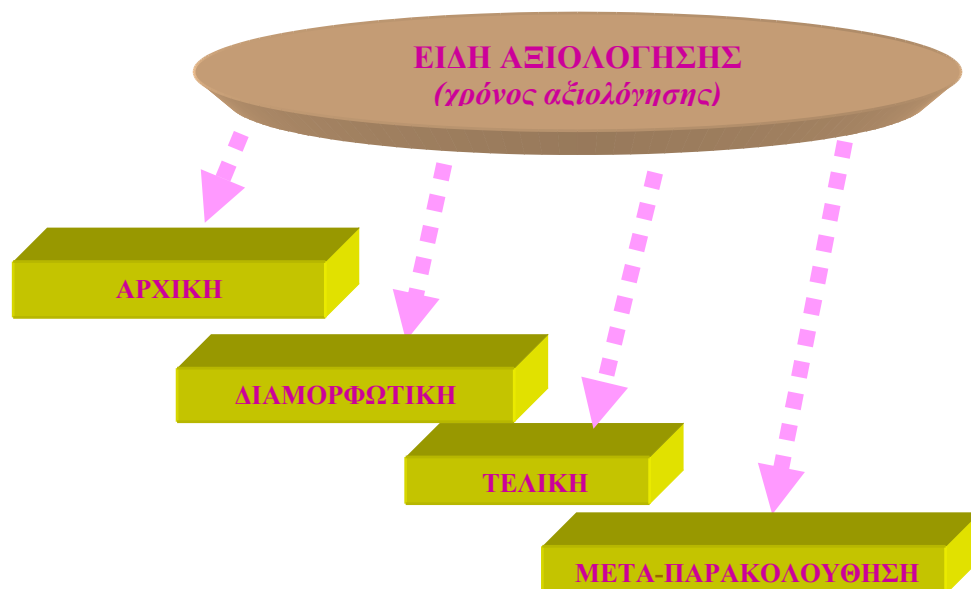 ΕΙΔΗ ΑΞΙΟΛΟΓΗΣΗΣ
(χρόνος αξιολόγησης)
ΑΡΧΙΚΗ
ΔΙΑΜΟΡΦΩΤΙΚΗ
ΤΕΛΙΚΗ
ΜΕΤΑ-ΠΑΡΑΚΟΛΟΥΘΗΣΗ